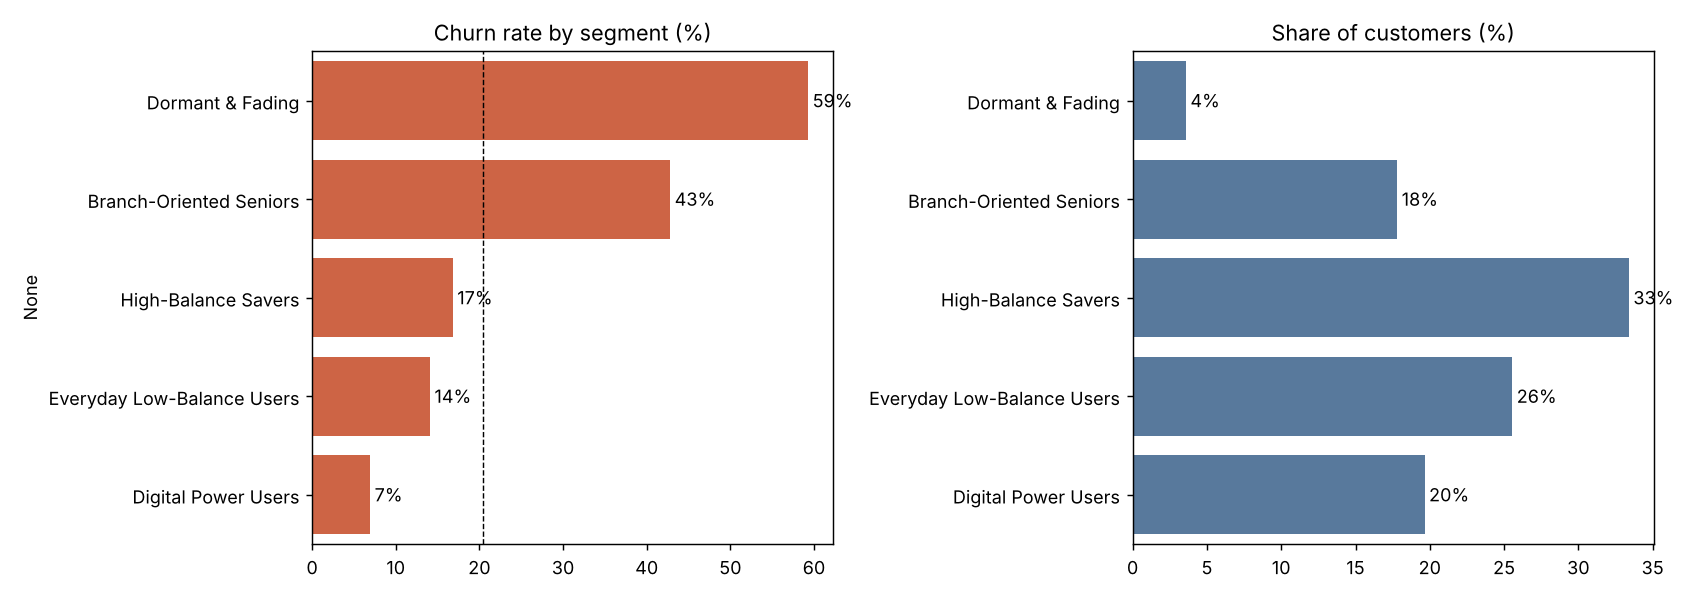 Churn rate by segment (%)
None
Dormant & Fading
59%
Branch-Oriented Seniors
43%
High-Balance Savers
17%
Everyday Low-Balance Users
14%
Digital Power Users
7%
0 10 20 30 40 50 60
Share of customers (%)
Dormant & Fading
4%
Branch-Oriented Seniors
18%
High-Balance Savers
33%
Everyday Low-Balance Users
26%
Digital Power Users
20%
0 5 10 15 20 25 30 35